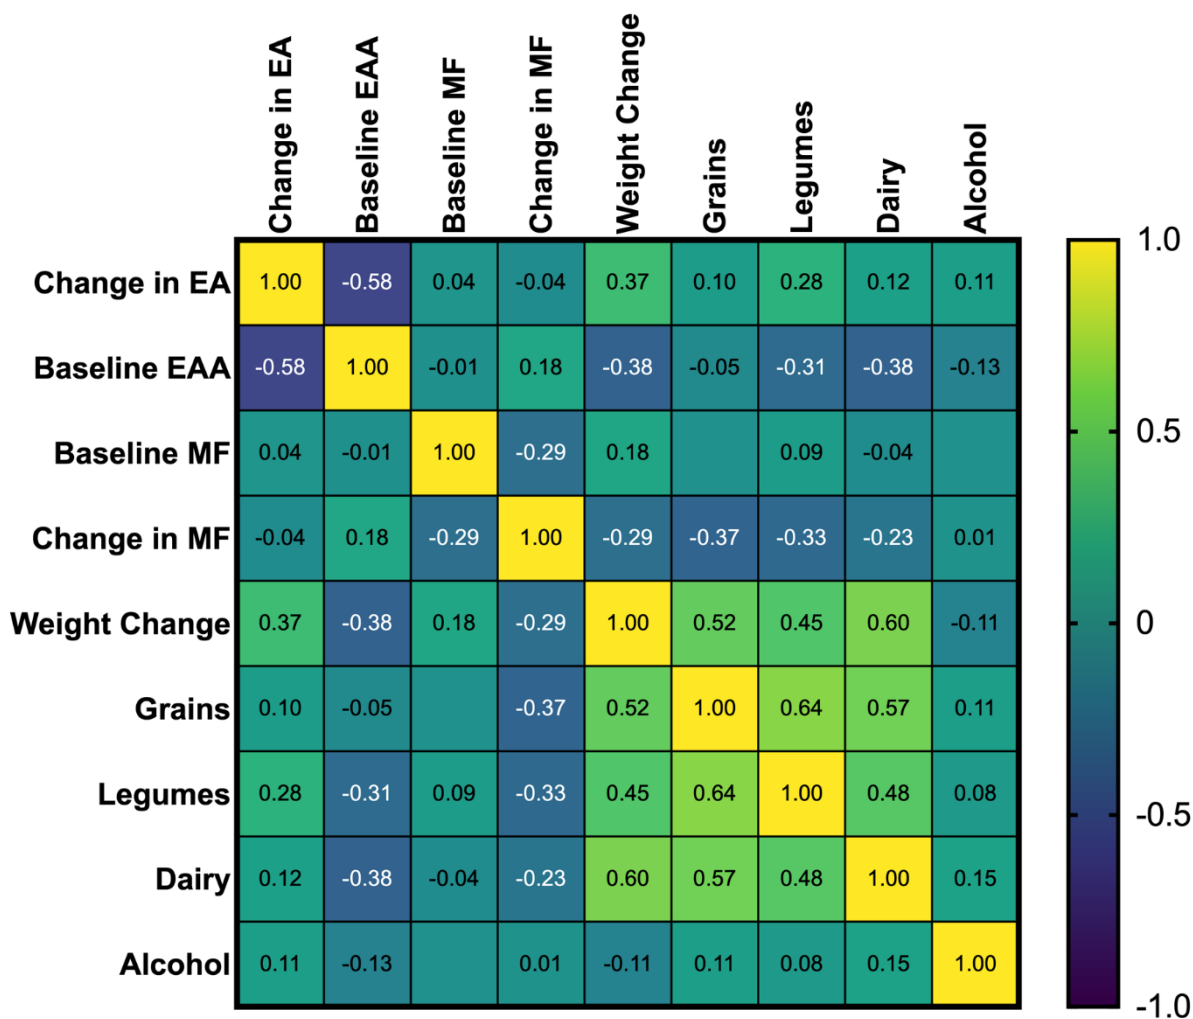 Change in EA Baseline EAA Baseline MF Change in MF Weight Change Grains Legumes Dairy Alcohol
Change in EA 1.00 -0.58 0.04 -0.04 0.37 0.10 0.28 0.12 0.11
Baseline EAA -0.58 1.00 -0.01 0.18 -0.38 -0.05 -0.31 -0.38 -0.13
Baseline MF 0.04 -0.01 1.00 -0.29 0.18 0.09 -0.04
Change in MF -0.04 0.18 -0.29 1.00 -0.29 -0.37 -0.33 -0.23 0.01
Weight Change 0.37 -0.38 0.18 -0.29 1.00 0.52 0.45 0.60 -0.11
Grains 0.10 -0.05 -0.37 0.52 1.00 0.64 0.57 0.11
Legumes 0.28 -0.31 0.09 -0.33 0.45 0.64 1.00 0.48 0.08
Dairy 0.12 -0.38 -0.04 -0.23 0.60 0.57 0.48 1.00 0.15
Alcohol 0.11 -0.13 0.01 -0.11 0.11 0.08 0.15 1.00
1.0
0.5
0
-0.5
-1.0